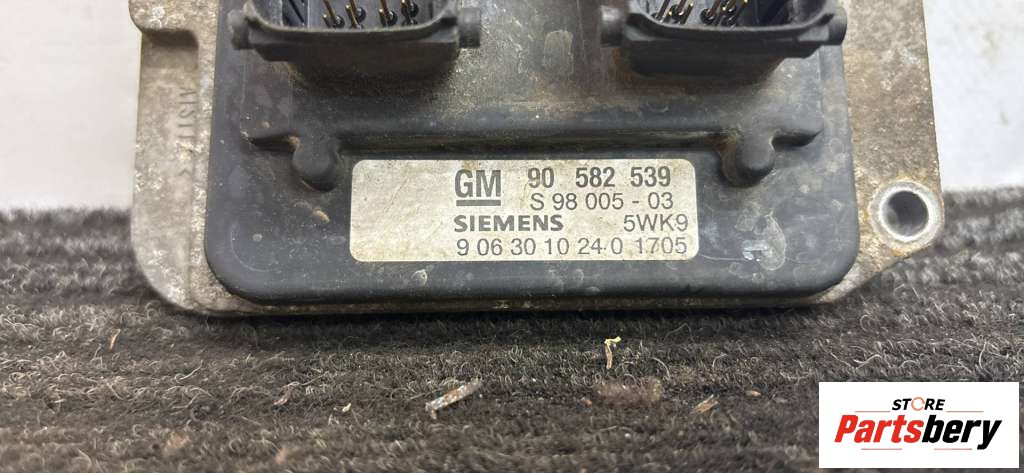 GM 90 582 539
S 98 005 - 03
SIEMENS 5WK9
9 06 30 10 24 0 1705
STORE
Partsbery